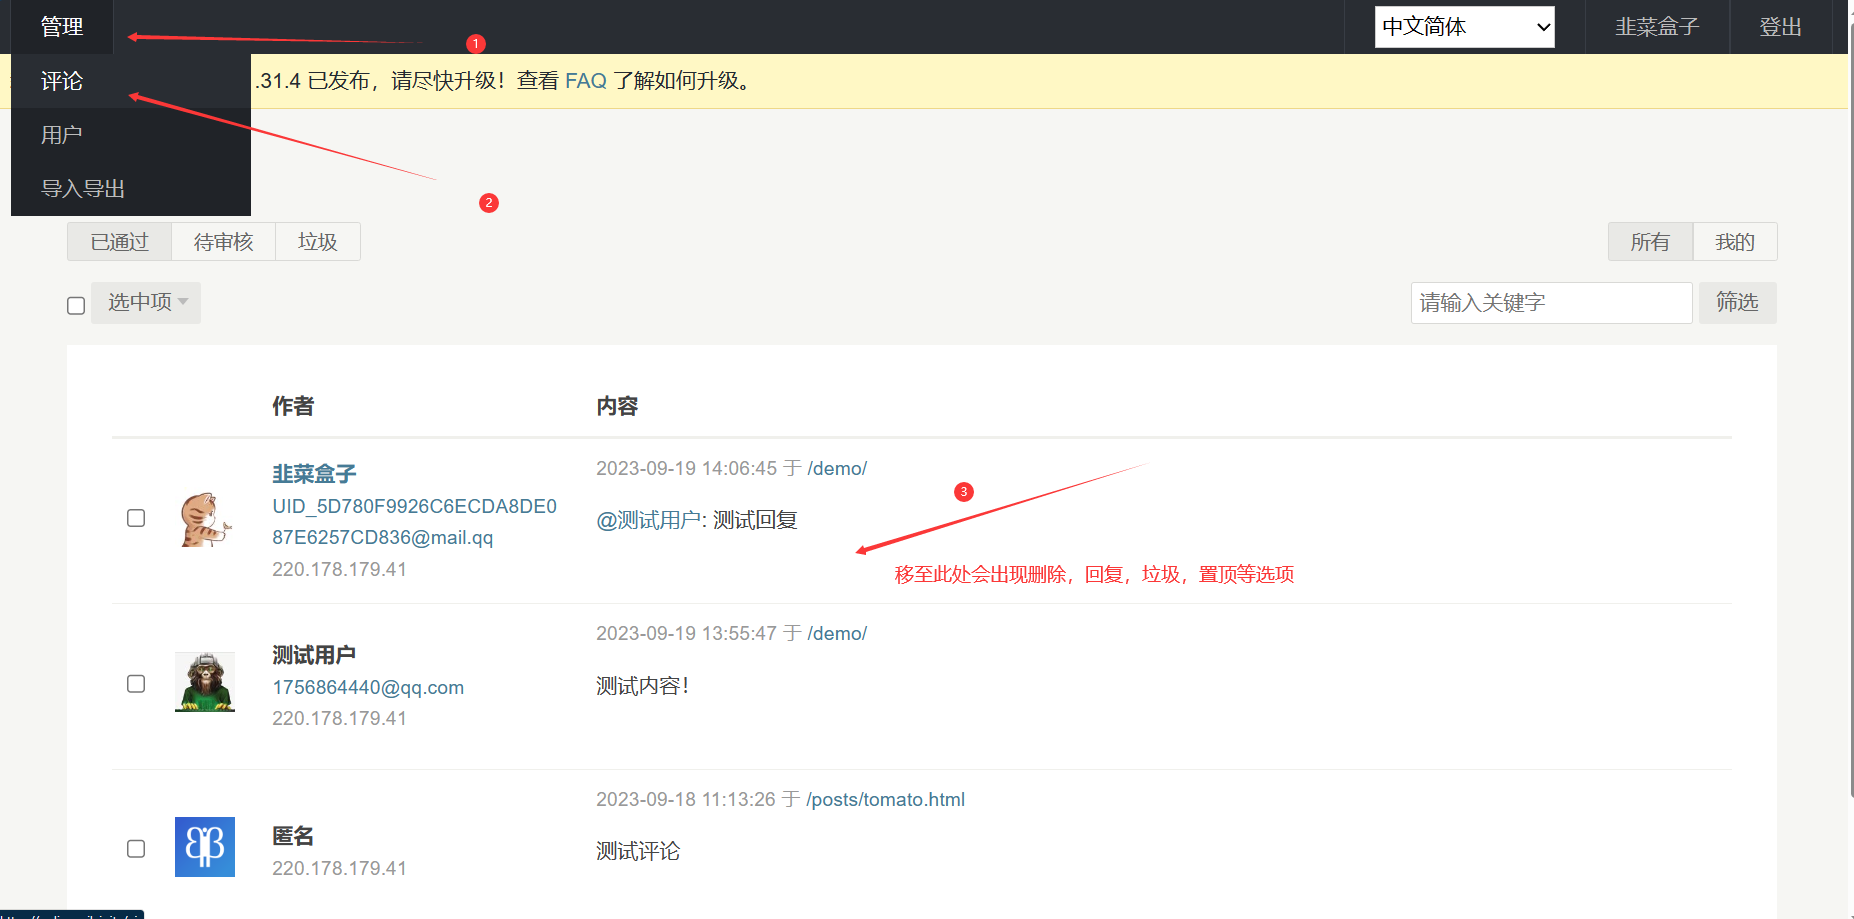 管理
中文简体
韭菜盒子
登出
1
评论
.31.4 已发布，请尽快升级！查看 FAQ 了解如何升级。
用户
导入导出
2
已通过
待审核
垃圾
所有
我的
选中项
请输入关键字
筛选
作者
内容
韭菜盒子
UID_5D780F9926C6ECDA8DE0
87E6257CD836@mail.qq
220.178.179.41
2023-09-19 14:06:45 于 /demo/
@测试用户: 测试回复
3
移至此处会出现删除，回复，垃圾，置顶等选项
测试用户
1756864440@qq.com
220.178.179.41
2023-09-19 13:55:47 于 /demo/
测试内容！
匿名
220.178.179.41
2023-09-18 11:13:26 于 /posts/tomato.html
测试评论